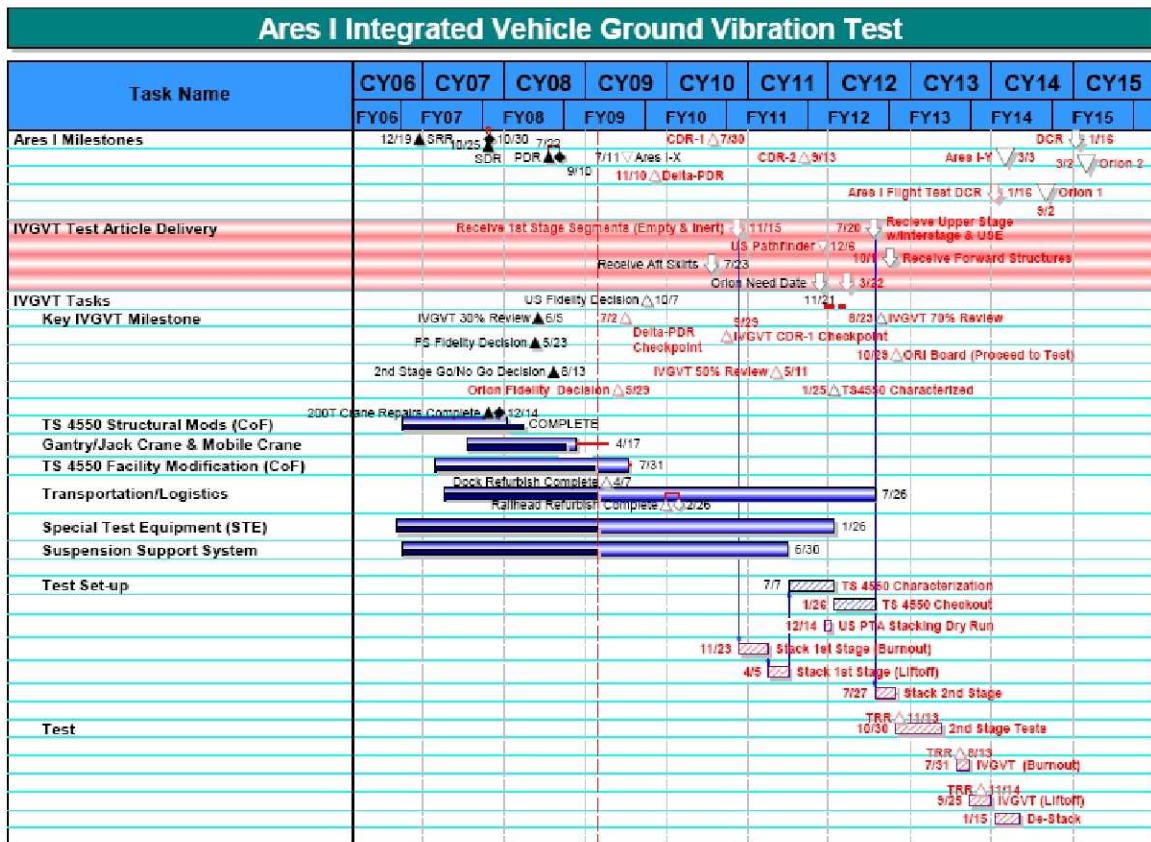 Ares I Integrated Vehicle Ground Vibration Test
Task Name
CY06 CY07 CY08 CY09 CY10 CY11 CY12 CY13 CY14 CY15
FY06 FY07 FY08 FY09 FY10 FY11 FY12 FY13 FY14 FY15
Ares I Milestones
12/19 SRR 10/30 7/22 CDR-1 7/30 DCR 1/16
10/25 SDR PDR 7/11 Ares I-X CDR-2 9/13 Ares I-Y 3/3 3/2 Orion 2
9/10
11/10 Delta-PDR
Ares I Flight Test DCR 1/16 Orion 1
9/2
IVGVT Test Article Delivery
Receive 1st Stage Segments (Empty & Inert) 11/15 7/20 Recieve Upper Stage
w/Interstage & USE
US Pathfinder 12/6
10/1 Receive Forward Structures
Receive Aft Skirts 7/23
Orion Need Date 3/22
11/21
IVGVT Tasks
US Fidelity Decision 10/7
Key IVGVT Milestone
IVGVT 30% Review 6/5 7/2 8/23 IVGVT 70% Review
Delta-PDR
Checkpoint
IVGVT CDR-1 Checkpoint
FS Fidelity Decision 5/23
10/29 ORI Board (Proceed to Test)
2nd Stage Go/No Go Decision 8/13 IVGVT 50% Review 5/11
Orion Fidelity Decision 5/29 1/25 TS4550 Characterized
200T Crane Repairs Complete 12/14
TS 4550 Structural Mods (CoF) COMPLETE
Gantry/Jack Crane & Mobile Crane 4/17
TS 4550 Facility Modification (CoF) 7/31
Dock Refurbish Complete 4/7
Transportation/Logistics 7/26
Railhead Refurbish Complete 2/26
Special Test Equipment (STE) 1/26
Suspension Support System 6/30
Test Set-up 7/7 TS 4550 Characterization
1/26 TS 4550 Checkout
12/14 US PTA Stacking Dry Run
11/23 Stack 1st Stage (Burnout)
4/5 Stack 1st Stage (Liftoff)
7/27 Stack 2nd Stage
TRR 11/13
Test 10/30 2nd Stage Tests
TRR 8/13
7/31 IVGVT (Burnout)
TRR 11/14
9/25 IVGVT (Liftoff)
1/15 De-Stack